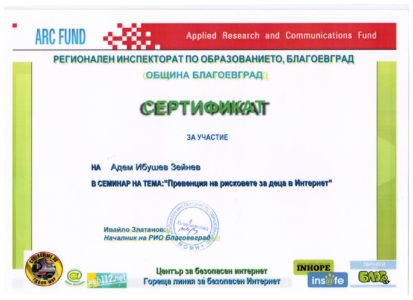 ARC FUND
Applied Research and Communications Fund
РЕГИОНАЛЕН ИНСПЕКТОРАТ ПО ОБРАЗОВАНИЕТО, БЛАГОЕВГРАД
ОБЩИНА БЛАГОЕВГРАД
СЕРТИФИКАТ
ЗА УЧАСТИЕ
НА Адем Ибушев Зейнев
В СЕМИНАР НА ТЕМА:"Превенция на рисковете за деца в Интернет"
Ивайло Златанов:
Началник на РИО Благоевград
Център за безопасен интернет
Гореща линия за безопасен Интернет
web112.net
INHOPE
insafe